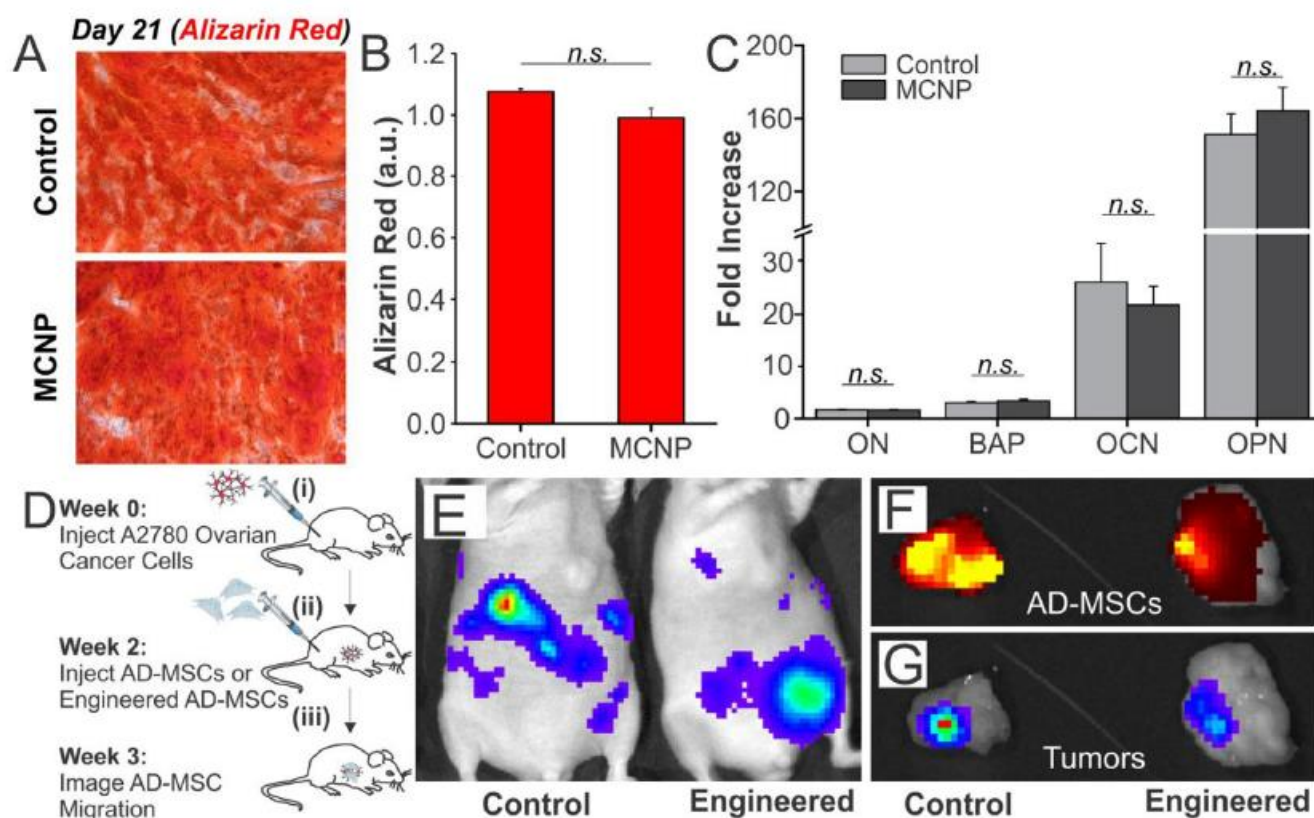 Day 21 (Alizarin Red)
A
Control
MCNP
B
n.s.
Alizarin Red (a.u.)
1.2
1.0
0.8
0.6
0.4
0.2
0.0
Control
MCNP
C
Control
MCNP
Fold Increase
200
160
120
30
20
10
0
n.s.
n.s.
n.s.
n.s.
ON
BAP
OCN
OPN
D
Week 0:
(i)
Inject A2780 Ovarian
Cancer Cells
(ii)
Week 2:
Inject AD-MSCs or
Engineered AD-MSCs
(iii)
Week 3:
Image AD-MSC
Migration
E
Control
Engineered
F
AD-MSCs
G
Tumors
Control
Engineered